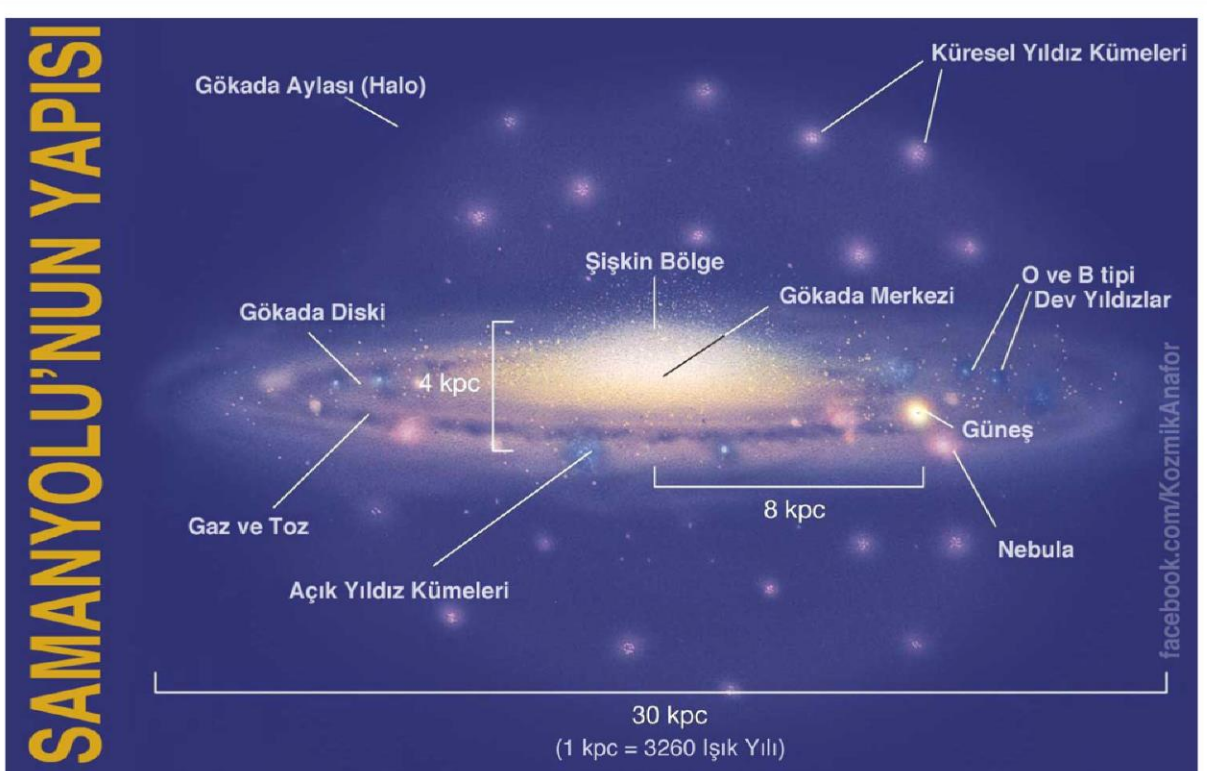 SAMANYOLU'NUN YAPISI
Küresel Yıldız Kümeleri
Gökada Aylası (Halo)
Şişkin Bölge
O ve B tipi
Dev Yıldızlar
Gökada Merkezi
Gökada Diski
4 kpc
Güneş
8 kpc
Gaz ve Toz
Nebula
Açık Yıldız Kümeleri
30 kpc
(1 kpc = 3260 Işık Yılı)
facebook.com/KozmikAnafor